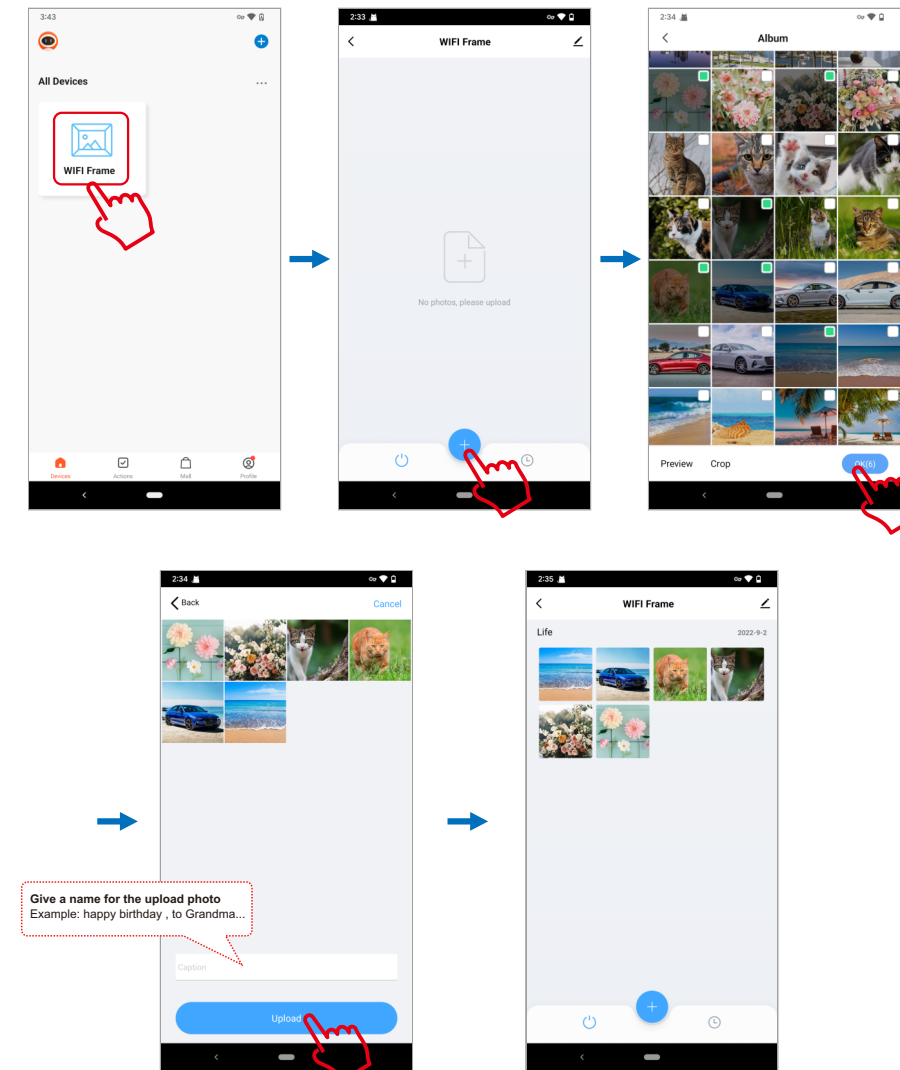 3:43
All Devices
...
WIFI Frame
Devices
Actions
Mall
Profile
2:33
WIFI Frame
No photos, please upload
2:34
Album
Preview
Crop
OK(6)
2:34
Back
Cancel
Give a name for the upload photo
Example: happy birthday , to Grandma...
Caption
Upload
2:35
WIFI Frame
Life
2022-9-2